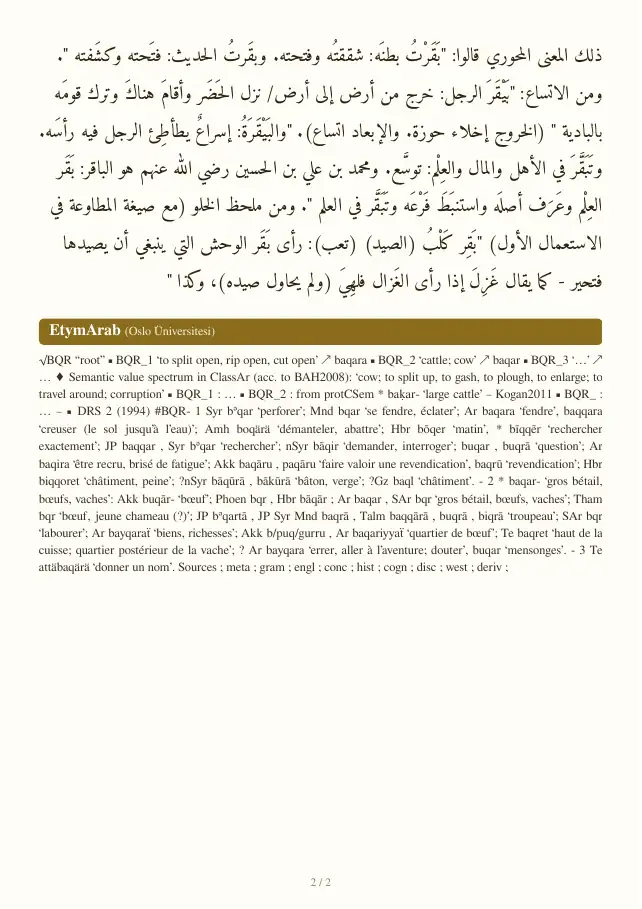 ذلك المعنى المحوري قالوا: "بَقَرْتُ بطنَه: شققتُه وفتحته. وبقَرتُ الحديث: فتَحته وكشَفته ".
ومن الاتساع: "بَيْقَرَ الرجل: خرج من أرض إلى أرض/ نزل الحَضَر وأقامَ هناكَ وترك قومَه
بالبادية " (الخروج إخلاء حوزة. والإبعاد اتساع). "والبَيْقَرَةُ: إسراعٌ يطأطِئ الرجل فيه رأسَه.
وتَبَقَّرَ في الأهل والمال والعِلْم: توسَّع. ومحمد بن علي بن الحسين رضي الله عنهم هو الباقر: بَقَر
العِلْم وعَرَف أصلَه واستنبَطَ فَرْعَه وتَبَقَّر في العلم ". ومن ملحظ الخلو (مع صيغة المطاوعة في
الاستعمال الأول) "بَقِر كَلْبُ (الصيد) (تعب): رأى بَقَر الوحش التي ينبغي أن يصيدها
فتحير - كما يقال غَزِلَ إذا رأى الغَزال فلهِيَ (ولم يحاول صيده)، وكذا "
EtymArab (Oslo Üniversitesi)
√BQR “root” ▪ BQR_1 ‘to split open, rip open, cut open’ ↗ baqara ▪ BQR_2 ‘cattle; cow’ ↗ baqar ▪ BQR_3 ‘…’ ↗
… ♦ Semantic value spectrum in ClassAr (acc. to BAH2008): ‘cow; to split up, to gash, to plough, to enlarge; to
travel around; corruption’ ▪ BQR_1 : … ▪ BQR_2 : from protCSem * baḳar- ‘large cattle’ – Kogan2011 ▪ BQR_ :
… – ▪ DRS 2 (1994) #BQR- 1 Syr bᵊqar ‘perforer’; Mnd bqar ‘se fendre, éclater’; Ar baqara ‘fendre’, baqqara
‘creuser (le sol jusqu’à l’eau)’; Amh boqärä ‘démanteler, abattre’; Hbr bōqer ‘matin’, * biqqēr ‘rechercher
exactement’; JP baqqar , Syr bᵊqar ‘rechercher’; nSyr bāqir ‘demander, interroger’; buqar , buqrā ‘question’; Ar
baqira ‘être recru, brisé de fatigue’; Akk baqāru , paqāru ‘faire valoir une revendication’, baqrū ‘revendication’; Hbr
biqqoret ‘châtiment, peine’; ?nSyr bāqūrā , bākūrā ‘bâton, verge’; ?Gz baql ‘châtiment’. - 2 * baqar- ‘gros bétail,
bœufs, vaches’: Akk buqār- ‘bœuf’; Phoen bqr , Hbr bāqār ; Ar baqar , SAr bqr ‘gros bétail, bœufs, vaches’; Tham
bqr ‘bœuf, jeune chameau (?)’; JP bᵊqartā , JP Syr Mnd baqrā , Talm baqqārā , buqrā , biqrā ‘troupeau’; SAr bqr
‘labourer’; Ar bayqaraẗ ‘biens, richesses’; Akk b/puq/gurru , Ar baqariyyaẗ ‘quartier de bœuf’; Te baqret ‘haut de la
cuisse; quartier postérieur de la vache’; ? Ar bayqara ‘errer, aller à l’aventure; douter’, buqar ‘mensonges’. - 3 Te
attäbaqärä ‘donner un nom’. Sources ; meta ; gram ; engl ; conc ; hist ; cogn ; disc ; west ; deriv ;
2 / 2